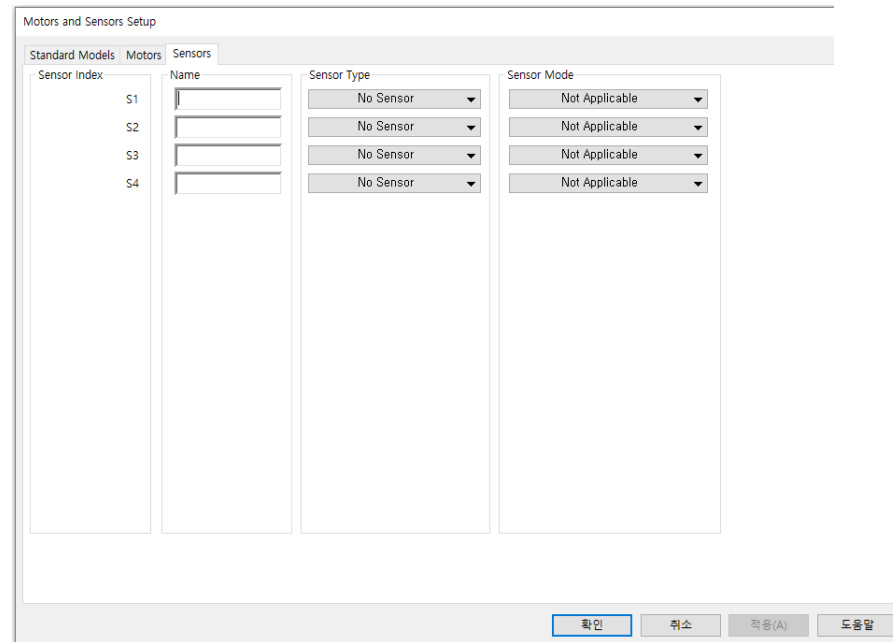 Motors and Sensors Setup
Standard Models Motors Sensors
Sensor Index Name Sensor Type Sensor Mode
S1 No Sensor Not Applicable
S2 No Sensor Not Applicable
S3 No Sensor Not Applicable
S4 No Sensor Not Applicable
확인 취소 적용(A) 도움말